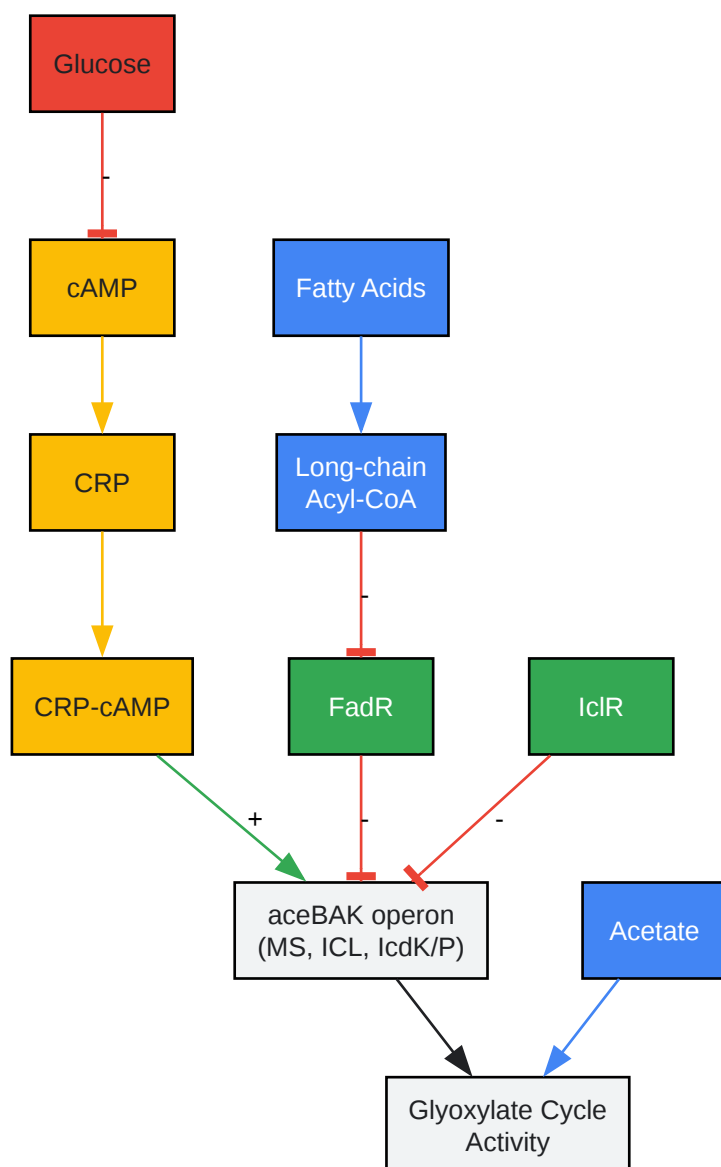 Glucose
-
cAMP
Fatty Acids
CRP
Long-chain
Acyl-CoA
-
CRP-cAMP
FadR
IclR
+
-
-
aceBAK operon
(MS, ICL, IcdK/P)
Acetate
Glyoxylate Cycle
Activity